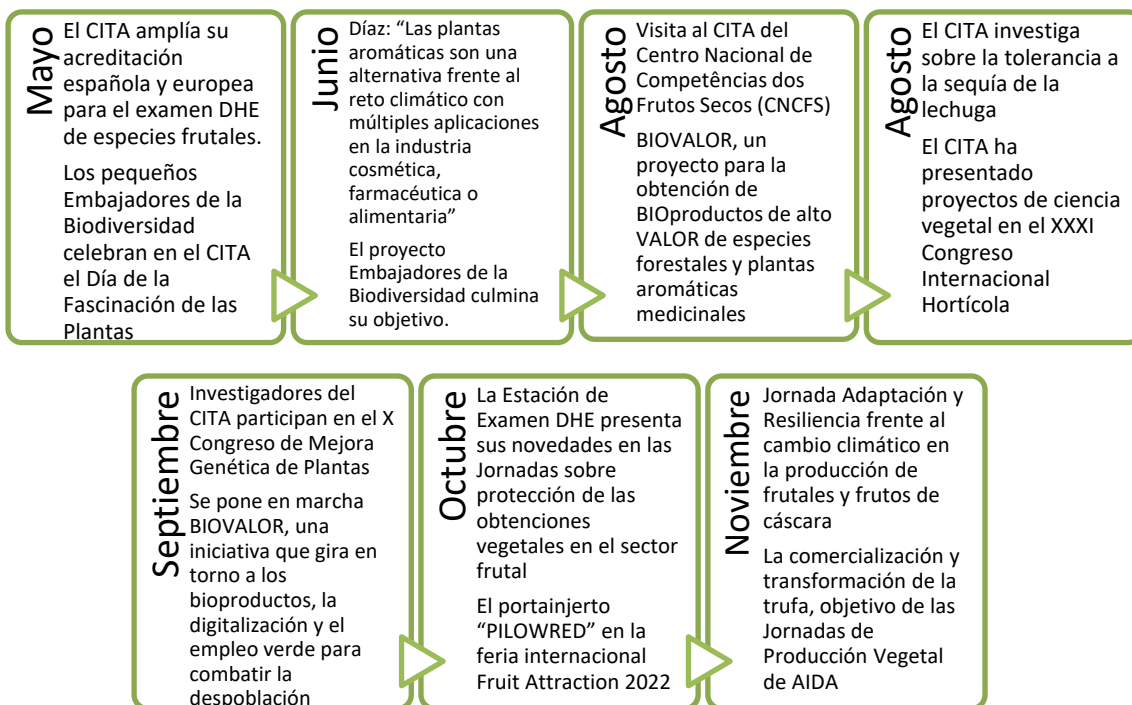 Mayo
El CITA amplía su
acreditación
española y europea
para el examen DHE
de especies frutales.
Los pequeños
Embajadores de la
Biodiversidad
celebran en el CITA
el Día de la
Fascinación de las
Plantas
Junio
Díaz: “Las plantas
aromáticas son una
alternativa frente al
reto climático con
múltiples aplicaciones
en la industria
cosmética,
farmacéutica o
alimentaria”
El proyecto
Embajadores de la
Biodiversidad culmina
su objetivo.
Agosto
Visita al CITA del
Centro Nacional de
Competências dos
Frutos Secos (CNCFS)
BIOVALOR, un
proyecto para la
obtención de
BIOproductos de alto
VALOR de especies
forestales y plantas
aromáticas
medicinales
Agosto
El CITA investiga
sobre la tolerancia a
la sequía de la
lechuga
El CITA ha
presentado
proyectos de ciencia
vegetal en el XXXI
Congreso
Internacional
Hortícola
Septiembre
Investigadores del
CITA participan en el X
Congreso de Mejora
Genética de Plantas
Se pone en marcha
BIOVALOR, una
iniciativa que gira en
torno a los
bioproductos, la
digitalización y el
empleo verde para
combatir la
despoblación
Octubre
La Estación de
Examen DHE presenta
sus novedades en las
Jornadas sobre
protección de las
obtenciones
vegetales en el sector
frutal
El portainjerto
“PILOWRED” en la
feria internacional
Fruit Attraction 2022
Noviembre
Jornada Adaptación y
Resiliencia frente al
cambio climático en
la producción de
frutales y frutos de
cáscara
La comercialización y
transformación de la
trufa, objetivo de las
Jornadas de
Producción Vegetal
de AIDA